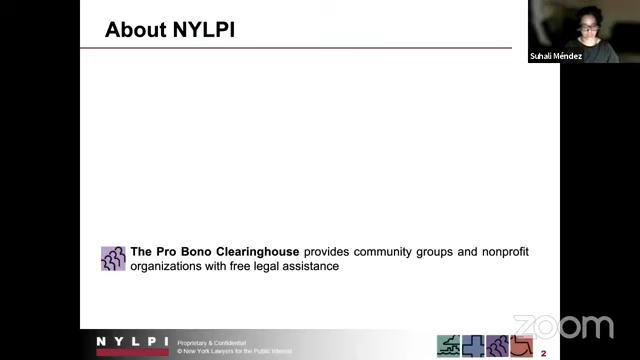 About NYLPI
Suhali Méndez
The Pro Bono Clearinghouse provides community groups and nonprofit
organizations with free legal assistance
NYLPI
Proprietary & Confidential
© New York Lawyers for the Public Interest
2
zoom